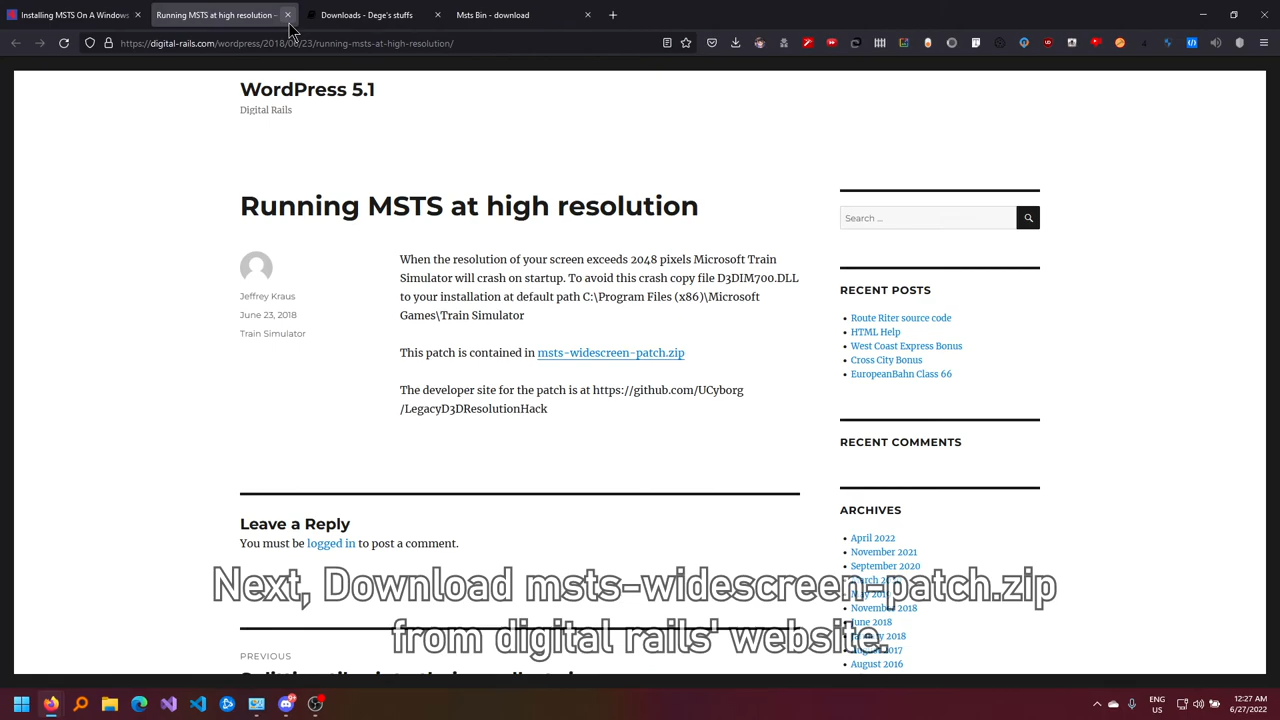 Installing MSTS On A Windows
Running MSTS at high resolution –
Downloads - Dege's stuffs
Msts Bin - download
https://digital-rails.com/wordpress/2018/06/23/running-msts-at-high-resolution/
WordPress 5.1
Digital Rails
Running MSTS at high resolution
Jeffrey Kraus
June 23, 2018
Train Simulator
When the resolution of your screen exceeds 2048 pixels Microsoft Train
Simulator will crash on startup. To avoid this crash copy file D3DIM700.DLL
to your installation at default path C:\Program Files (x86)\Microsoft
Games\Train Simulator
This patch is contained in msts-widescreen-patch.zip
The developer site for the patch is at https://github.com/UCyborg
/LegacyD3DResolutionHack
Leave a Reply
You must be logged in to post a comment.
PREVIOUS
Search …
RECENT POSTS
Route Riter source code
HTML Help
West Coast Express Bonus
Cross City Bonus
EuropeanBahn Class 66
RECENT COMMENTS
ARCHIVES
April 2022
November 2021
September 2020
November 2018
June 2018
January 2018
August 2017
August 2016
Next, Download msts-widescreen-patch.zip
from digital rails' website.
ENG
US
12:27 AM
6/27/2022